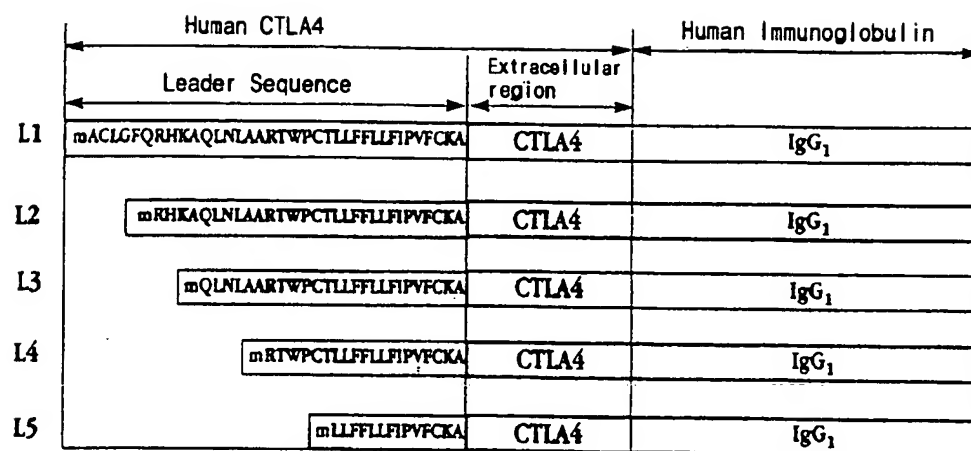 Human CTLA4
Human Immunoglobulin
Leader Sequence
Extracellular region
L1 mACLGFQRHKAQLNLAARTWPCTLLFFLLFIPVFCKA CTLA4 IgG1
L2 mRHKAQLNLAARTWPCTLLFFLLFIPVFCKA CTLA4 IgG1
L3 mQLNLAARTWPCTLLFFLLFIPVFCKA CTLA4 IgG1
L4 mRTWPCTLLFFLLFIPVFCKA CTLA4 IgG1
L5 mLLFFLLFIPVFCKA CTLA4 IgG1